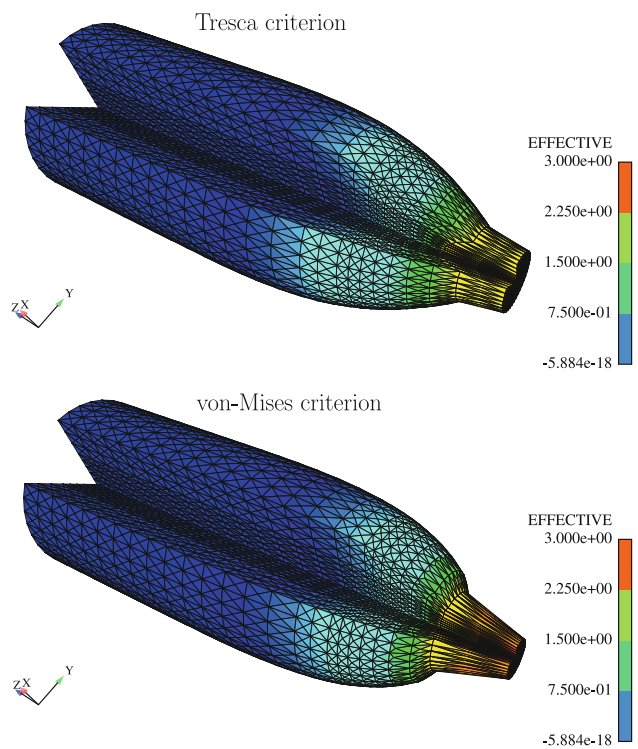 Tresca criterion
EFFECTIVE
3.000e+00
2.250e+00
1.500e+00
7.500e-01
-5.884e-18
Z X Y
von-Mises criterion
EFFECTIVE
3.000e+00
2.250e+00
1.500e+00
7.500e-01
-5.884e-18
Z X Y